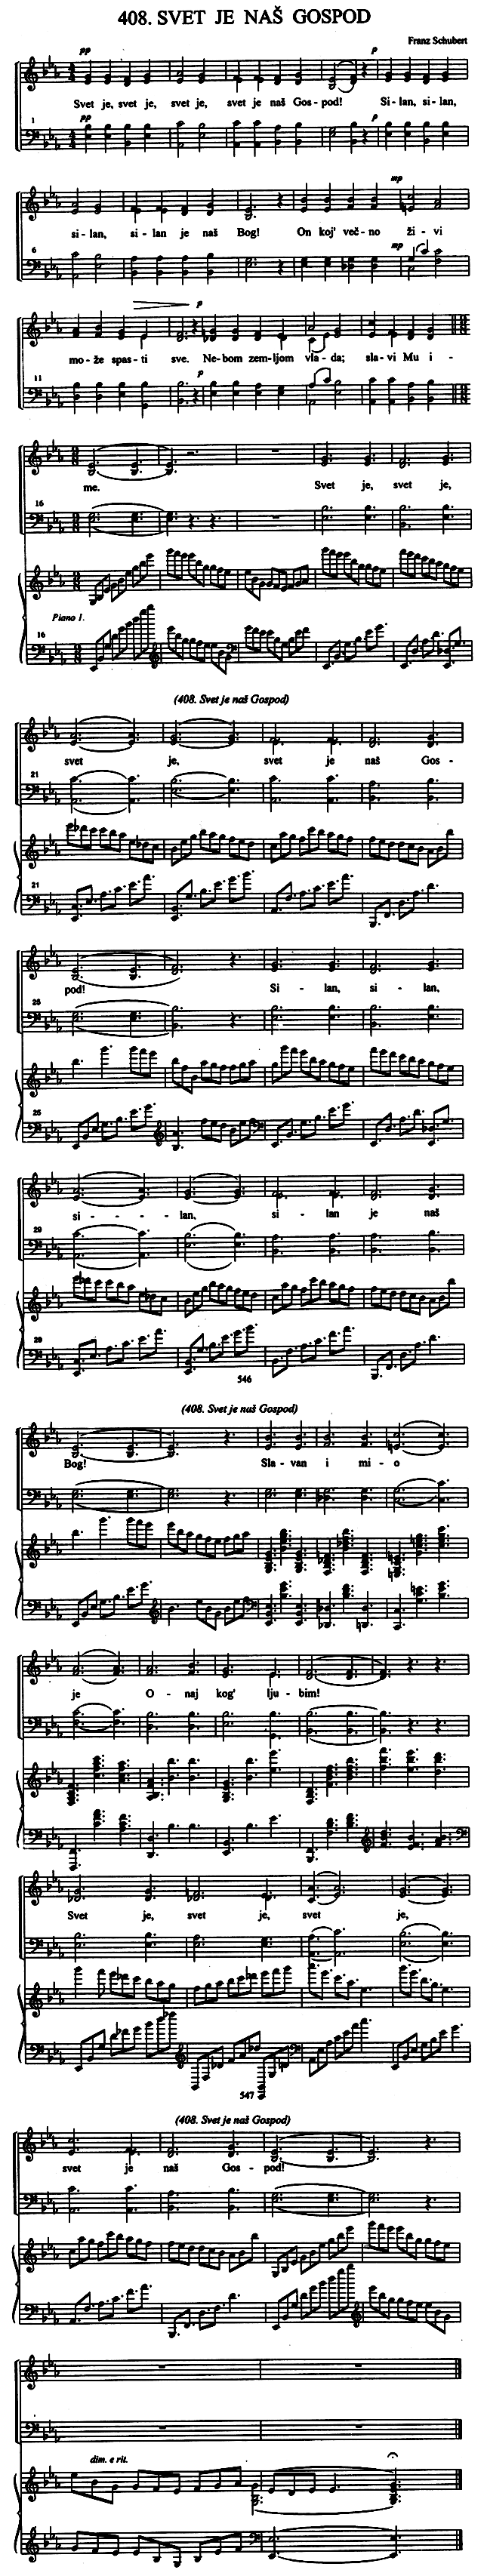 408. SVET JE NAŠ GOSPOD
Franz Schubert
pp p
Svet je, svet je, svet je, svet je naš Gos - pod! Si - lan, si - lan,
1 pp p
mp
si - lan, si - lan je naš Bog! On koj' več - no ži - vi
6 mp
p
mo - že spas - ti sve. Ne - bom zem - ljom vla - da; sla - vi Mu i -
11 p
me. Svet je, svet je,
16
Piano 1.
16
(408. Svet je naš Gospod)
svet je, svet je naš Gos -
21
21
pod! Si - lan, si - lan,
25
25
si - - - lan, si - lan je naš
29
29
546
(408. Svet je naš Gospod)
Bog! Sla - van i mi - o
je O - naj kog' lju - bim!
Svet je, svet je, svet je,
547
(408. Svet je naš Gospod)
svet je naš Gos - pod!
dim. e rit.